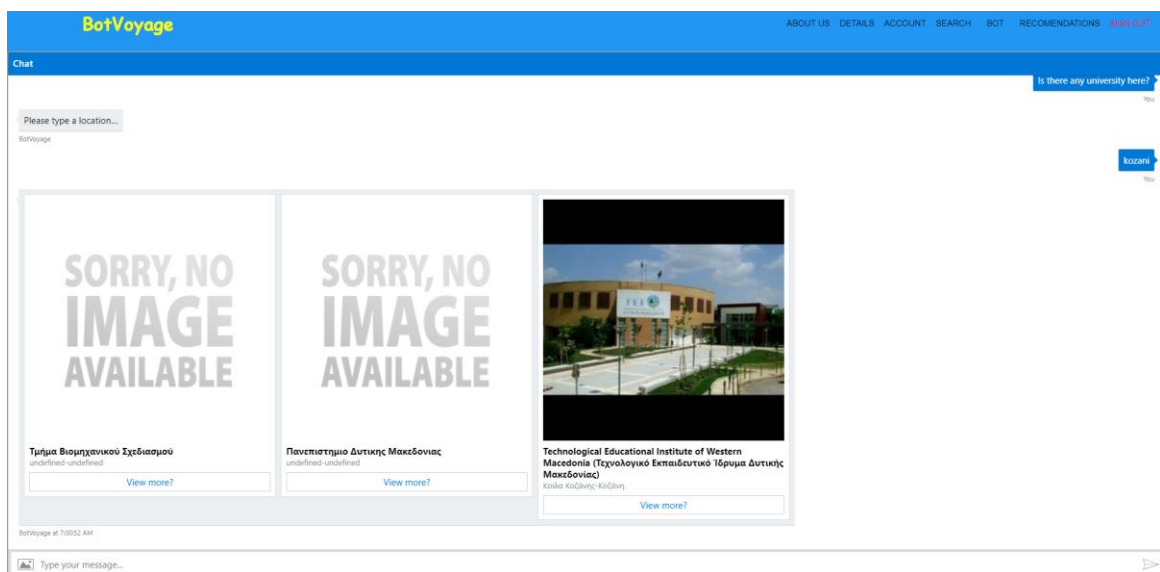 BotVoyage
ABOUT US DETAILS ACCOUNT SEARCH BOT RECOMENDATIONS SIGN OUT
Chat
Is there any university here?
You
Please type a location...
BotVoyage
kozani
You
SORRY, NO
IMAGE
AVAILABLE
Τμήμα Βιομηχανικού Σχεδιασμού
undefined-undefined
View more?
SORRY, NO
IMAGE
AVAILABLE
Πανεπιστημιο Δυτικης Μακεδονιας
undefined-undefined
View more?
Technological Educational Institute of Western
Macedonia (Τεχνολογικό Εκπαιδευτικό Ίδρυμα Δυτικής
Μακεδονίας)
Κοίλα Κοζάνης-Κοζάνη
View more?
BotVoyage at 7:00:52 AM
Type your message...